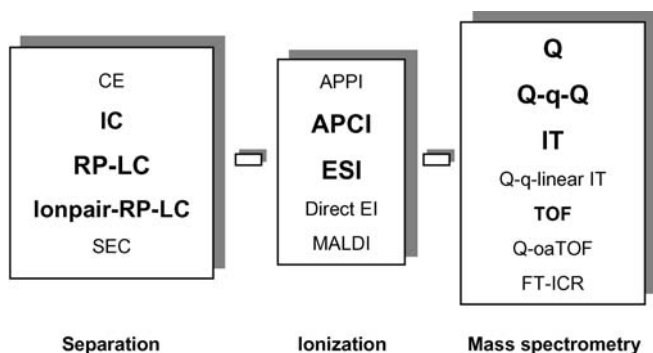 CE
IC
RP-LC
Ionpair-RP-LC
SEC
Separation
APPI
APCI
ESI
Direct EI
MALDI
Ionization
Q
Q-q-Q
IT
Q-q-linear IT
TOF
Q-oaTOF
FT-ICR
Mass spectrometry